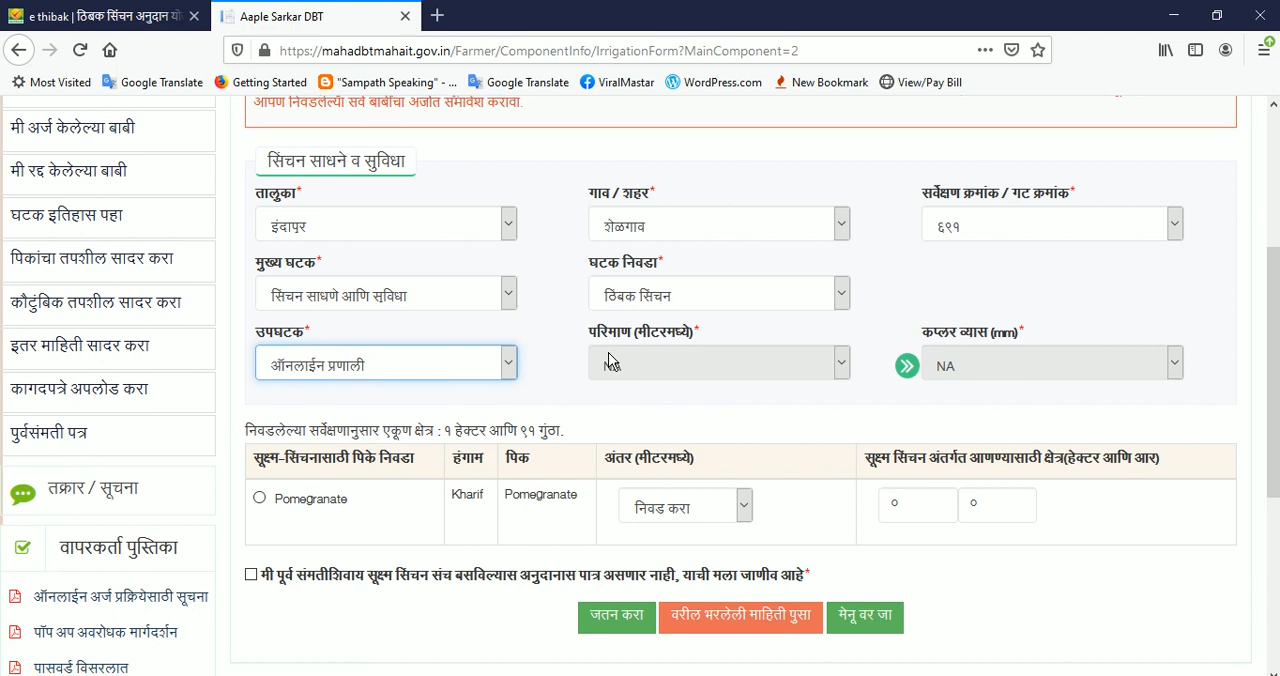 e thibak | ठिबक सिंचन अनुदान यो
Aaple Sarkar DBT
https://mahadbtmahait.gov.in/Farmer/ComponentInfo/IrrigationForm?MainComponent=2
Most Visited Google Translate Getting Started "Sampath Speaking" - ... Google Translate ViralMaster WordPress.com New Bookmark View/Pay Bill
मी अर्ज केलेल्या बाबी
मी रद्द केलेल्या बाबी
घटक इतिहास पहा
पिकांचा तपशील सादर करा
कौटुंबिक तपशील सादर करा
इतर माहिती सादर करा
कागदपत्रे अपलोड करा
पुर्वसंमती पत्र
तक्रार / सूचना
वापरकर्ता पुस्तिका
ऑनलाईन अर्ज प्रक्रियेसाठी सूचना
पॉप अप अवरोधक मार्गदर्शन
पासवर्ड विसरलात
आपण निवडलेल्या सर्व बाबींचा अर्जात समावेश करावा.
सिंचन साधने व सुविधा
तालुका* गाव / शहर* सर्वेक्षण क्रमांक / गट क्रमांक*
इंदापूर शेळगाव ६९१
मुख्य घटक* घटक निवडा*
सिंचन साधणे आणि सुविधा ठिंबक सिंचन
उपघटक* परिमाण (मीटरमध्ये)* कप्लर व्यास (mm)*
ऑनलाईन प्रणाली NA NA
निवडलेल्या सर्वेक्षणानुसार एकूण क्षेत्र : १ हेक्टर आणि ९१ गुंठा.
सूक्ष्म-सिंचनासाठी पिके निवडा हंगाम पिक अंतर (मीटरमध्ये) सूक्ष्म सिंचन अंतर्गत आणण्यासाठी क्षेत्र(हेक्टर आणि आर)
Pomegranate Kharif Pomegranate निवड करा ० ०
मी पूर्व संमतीशिवाय सूक्ष्म सिंचन संच बसविल्यास अनुदानास पात्र असणार नाही, याची मला जाणीव आहे*
जतन करा वरील भरलेली माहिती पुसा मेनू वर जा